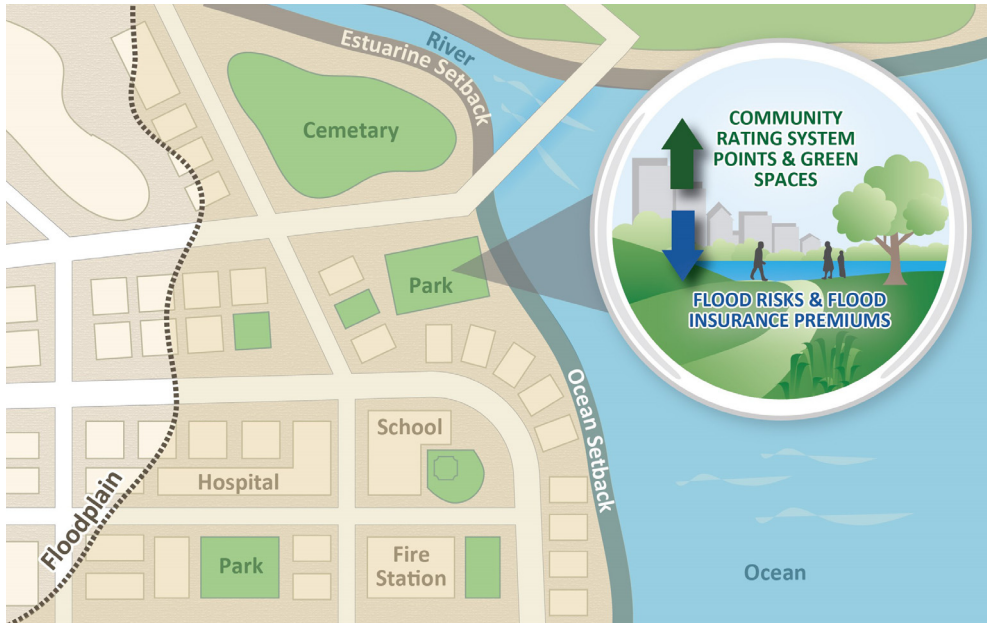 River
Estuarine Setback
Cemetary
COMMUNITY
RATING SYSTEM
POINTS & GREEN
SPACES
Park
FLOOD RISKS & FLOOD
INSURANCE PREMIUMS
Ocean Setback
School
Hospital
Floodplain
Park
Fire
Station
Ocean